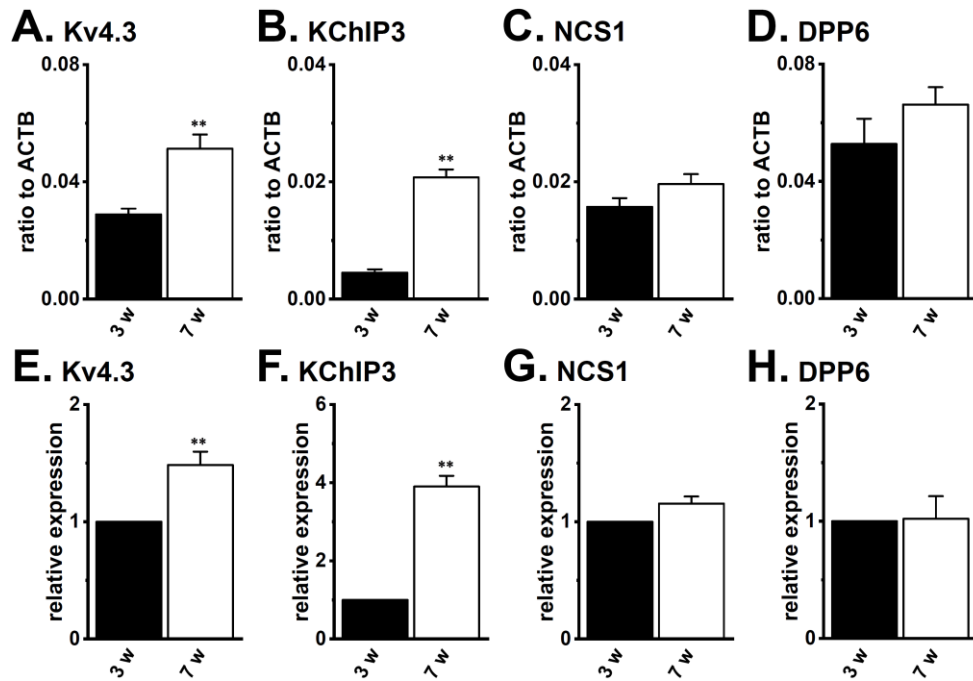 A. Kv4.3
ratio to ACTB
0.08
0.04
0.00
**
3 w
7 w
B. KChIP3
ratio to ACTB
0.04
0.02
0.00
**
3 w
7 w
C. NCS1
ratio to ACTB
0.04
0.02
0.00
3 w
7 w
D. DPP6
ratio to ACTB
0.08
0.04
0.00
3 w
7 w
E. Kv4.3
relative expression
2
1
0
**
3 w
7 w
F. KChIP3
relative expression
6
4
2
0
**
3 w
7 w
G. NCS1
relative expression
2
1
0
3 w
7 w
H. DPP6
relative expression
2
1
0
3 w
7 w